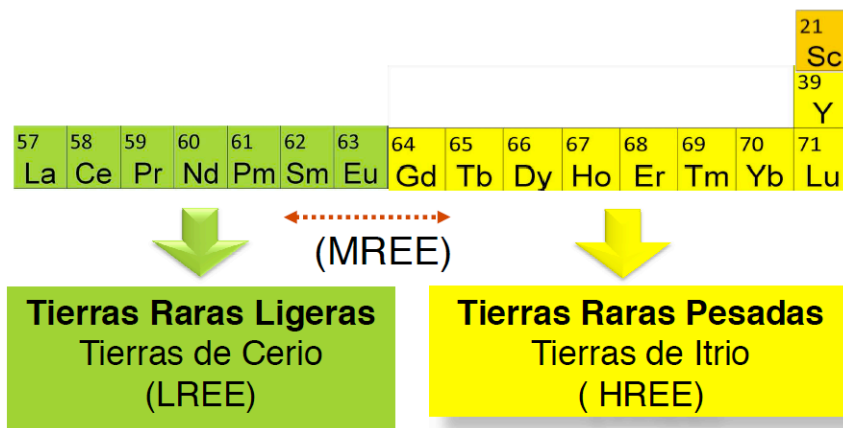 21
Sc
39
Y
57 58 59 60 61 62 63 64 65 66 67 68 69 70 71
La Ce Pr Nd Pm Sm Eu Gd Tb Dy Ho Er Tm Yb Lu
(MREE)
Tierras Raras Ligeras
Tierras de Cerio
(LREE)
Tierras Raras Pesadas
Tierras de Itrio
( HREE)